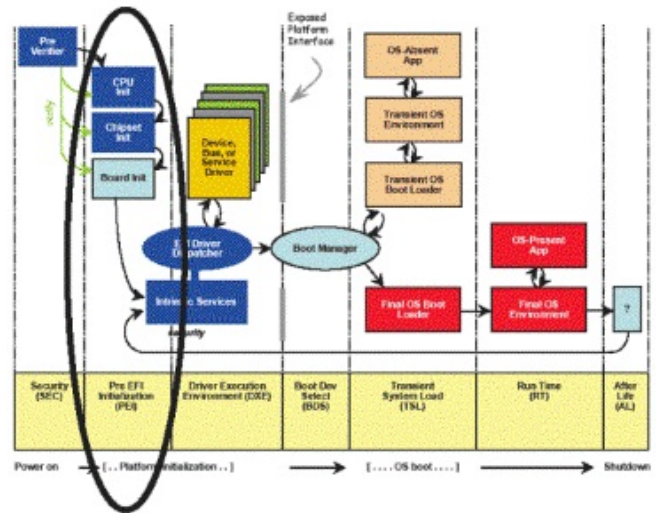 Exposed
Platform
Interface
Pre
Verifier
OS-Absent
App
CPU
Init
verify
Transient OS
Environment
Chipset
Init
Device,
Bus, or
Service
Driver
Board Init
Transient OS
Boot Loader
EFI Driver
Dispatcher
Boot Manager
OS-Present
App
Intrinsic Services
Final OS Boot
Loader
Final OS
Environment
?
security
Security
(SEC)
Pre EFI
Initialization
(PEI)
Driver Execution
Environment (DXE)
Boot Dev
Select
(BDS)
Transient
System Load
(TSL)
Run Time
(RT)
After
Life
(AL)
Power on
[ . . Platform initialization . . ]
[ . . . . OS boot . . . . ]
Shutdown